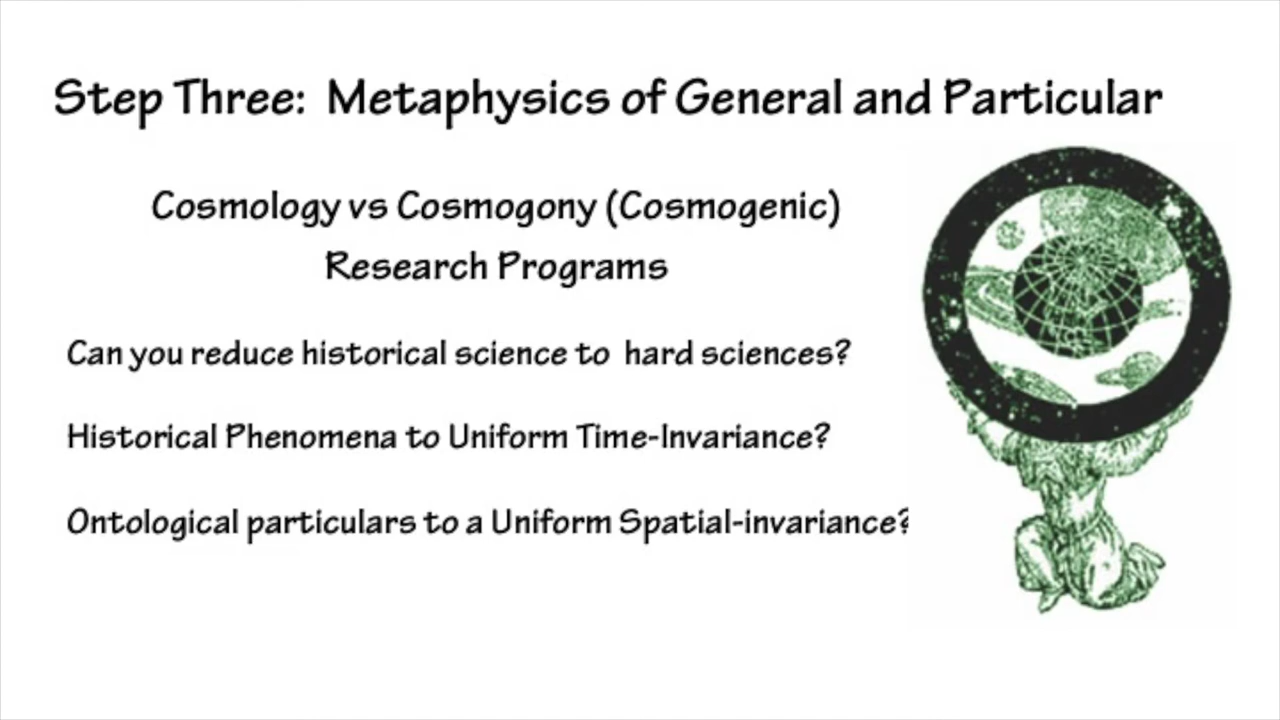 Step Three: Metaphysics of General and Particular
Cosmology vs Cosmogony (Cosmogenic)
Research Programs
Can you reduce historical science to hard sciences?
Historical Phenomena to Uniform Time-Invariance?
Ontological particulars to a Uniform Spatial-invariance?